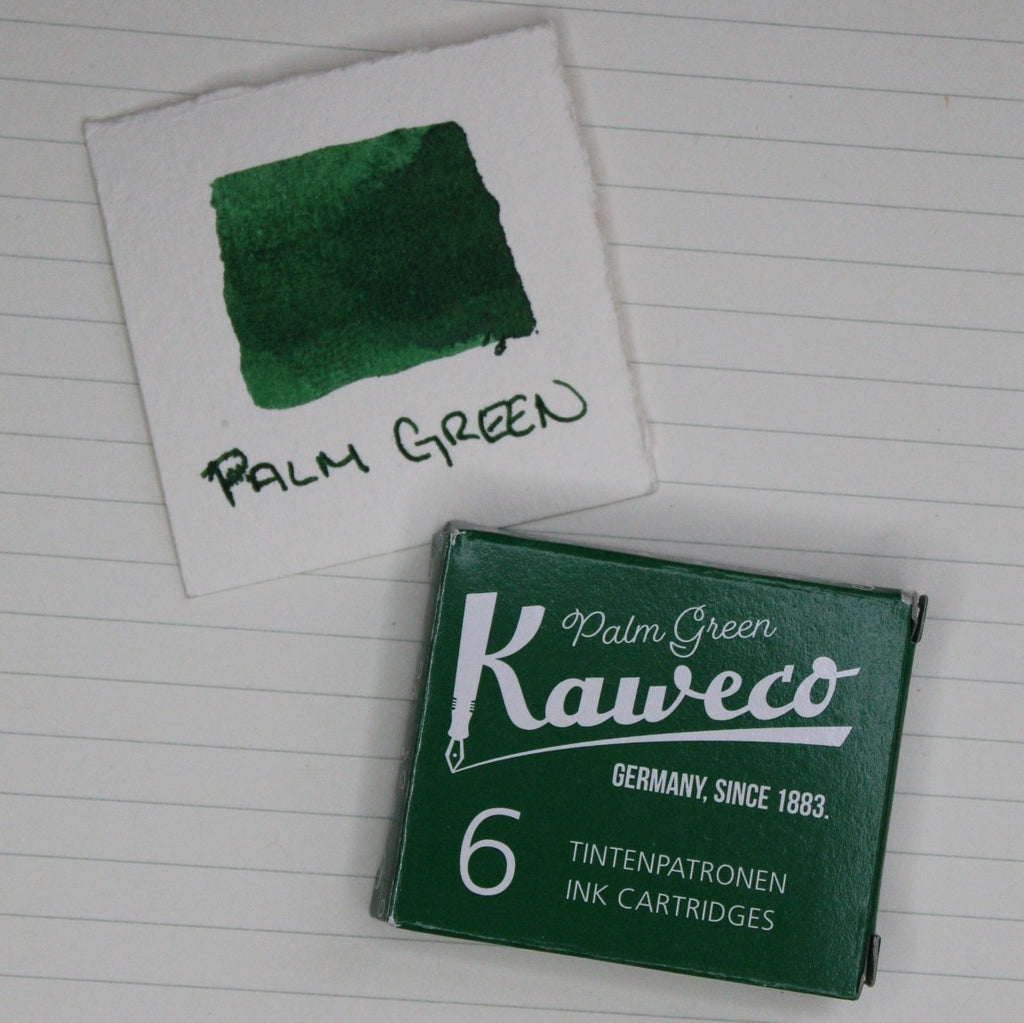 PALM GREEN
Palm Green
Kaweco
GERMANY, SINCE 1883.
6
TINTENPATRONEN
INK CARTRIDGES